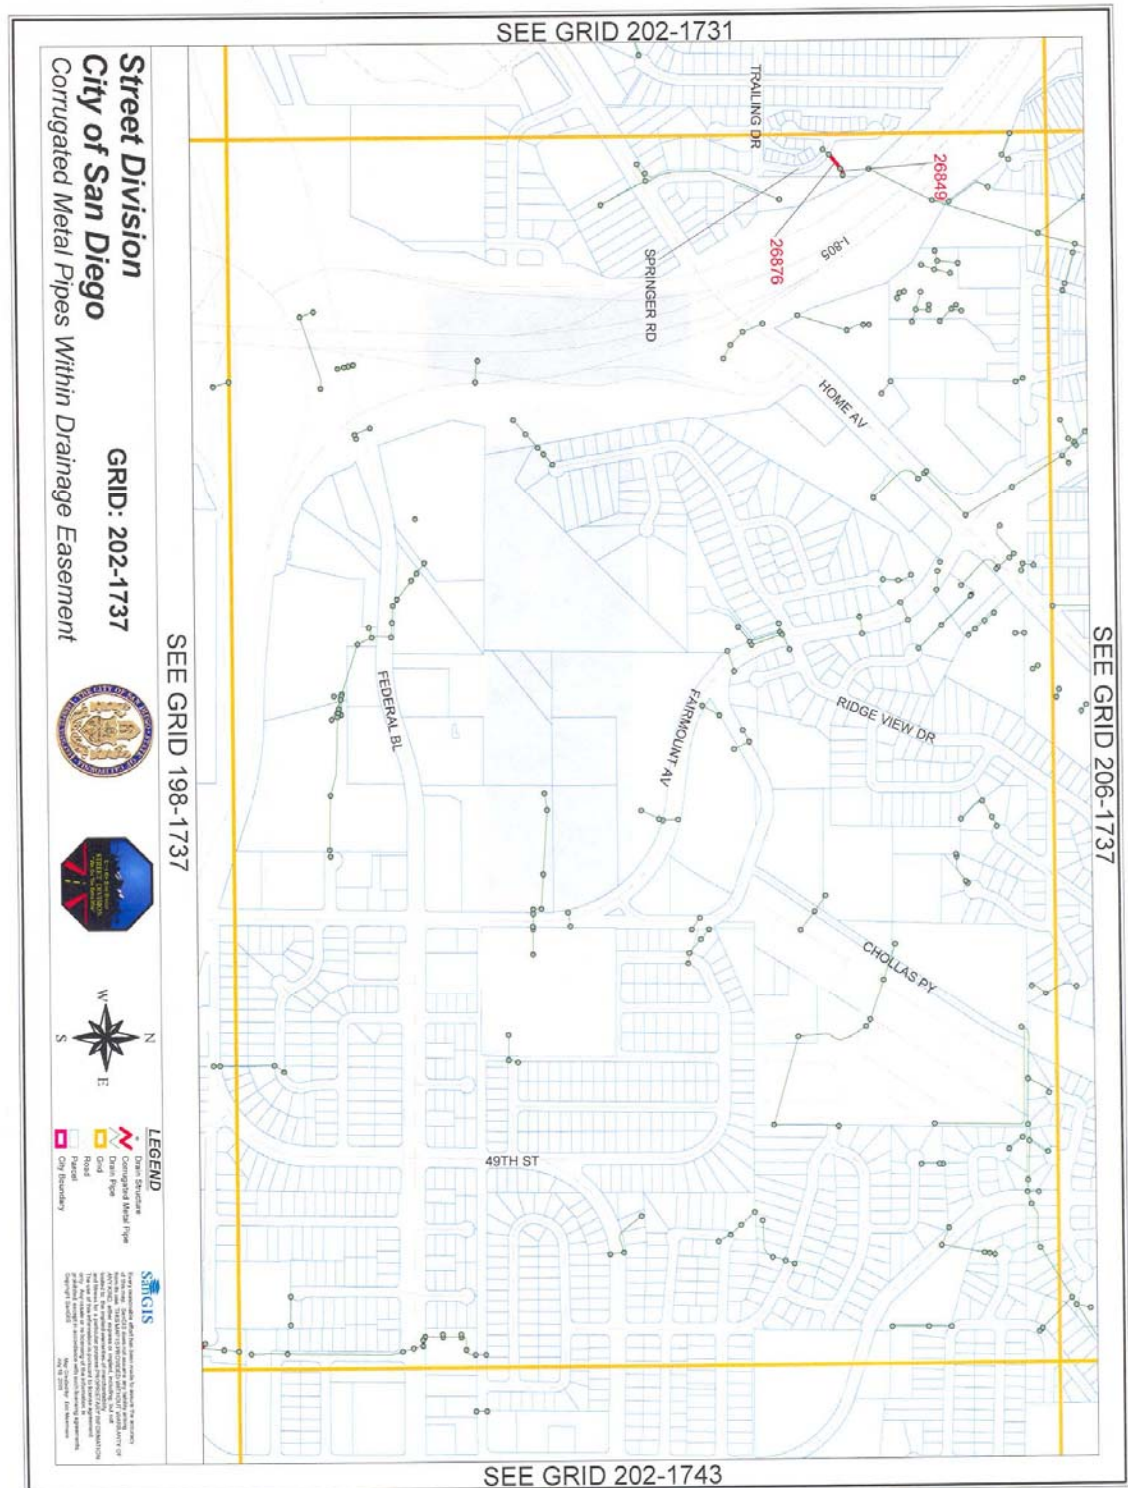 SEE GRID 202-1731
Street Division
City of San Diego
Corrugated Metal Pipes Within Drainage Easement
GRID: 202-1737
SEE GRID 198-1737
SEE GRID 206-1737
SEE GRID 202-1743
TRAILING DR
26849
26876
I-805
SPRINGER RD
HOME AV
RIDGE VIEW DR
FAIRMOUNT AV
FEDERAL BL
CHOLLAS PY
49TH ST
N
W
E
S
LEGEND
Drain Structure
Corrugated Metal Pipe
Drain Pipe
Grid
Road
Parcel
City Boundary
SanGIS